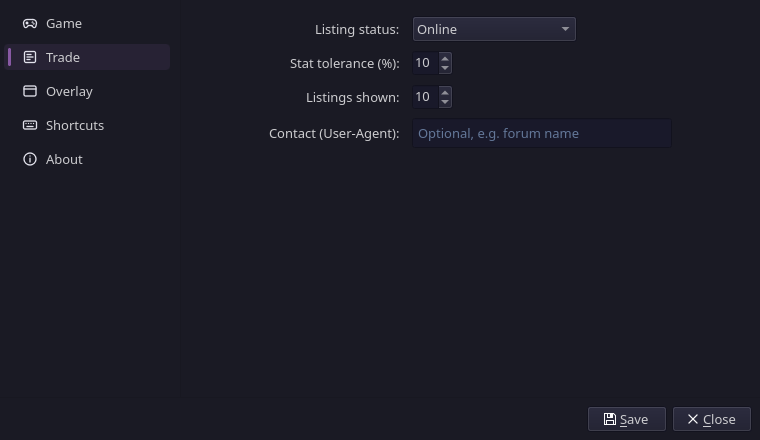 Game
Trade
Overlay
Shortcuts
About
Listing status: Online
Stat tolerance (%): 10
Listings shown: 10
Contact (User-Agent): Optional, e.g. forum name
Save Close